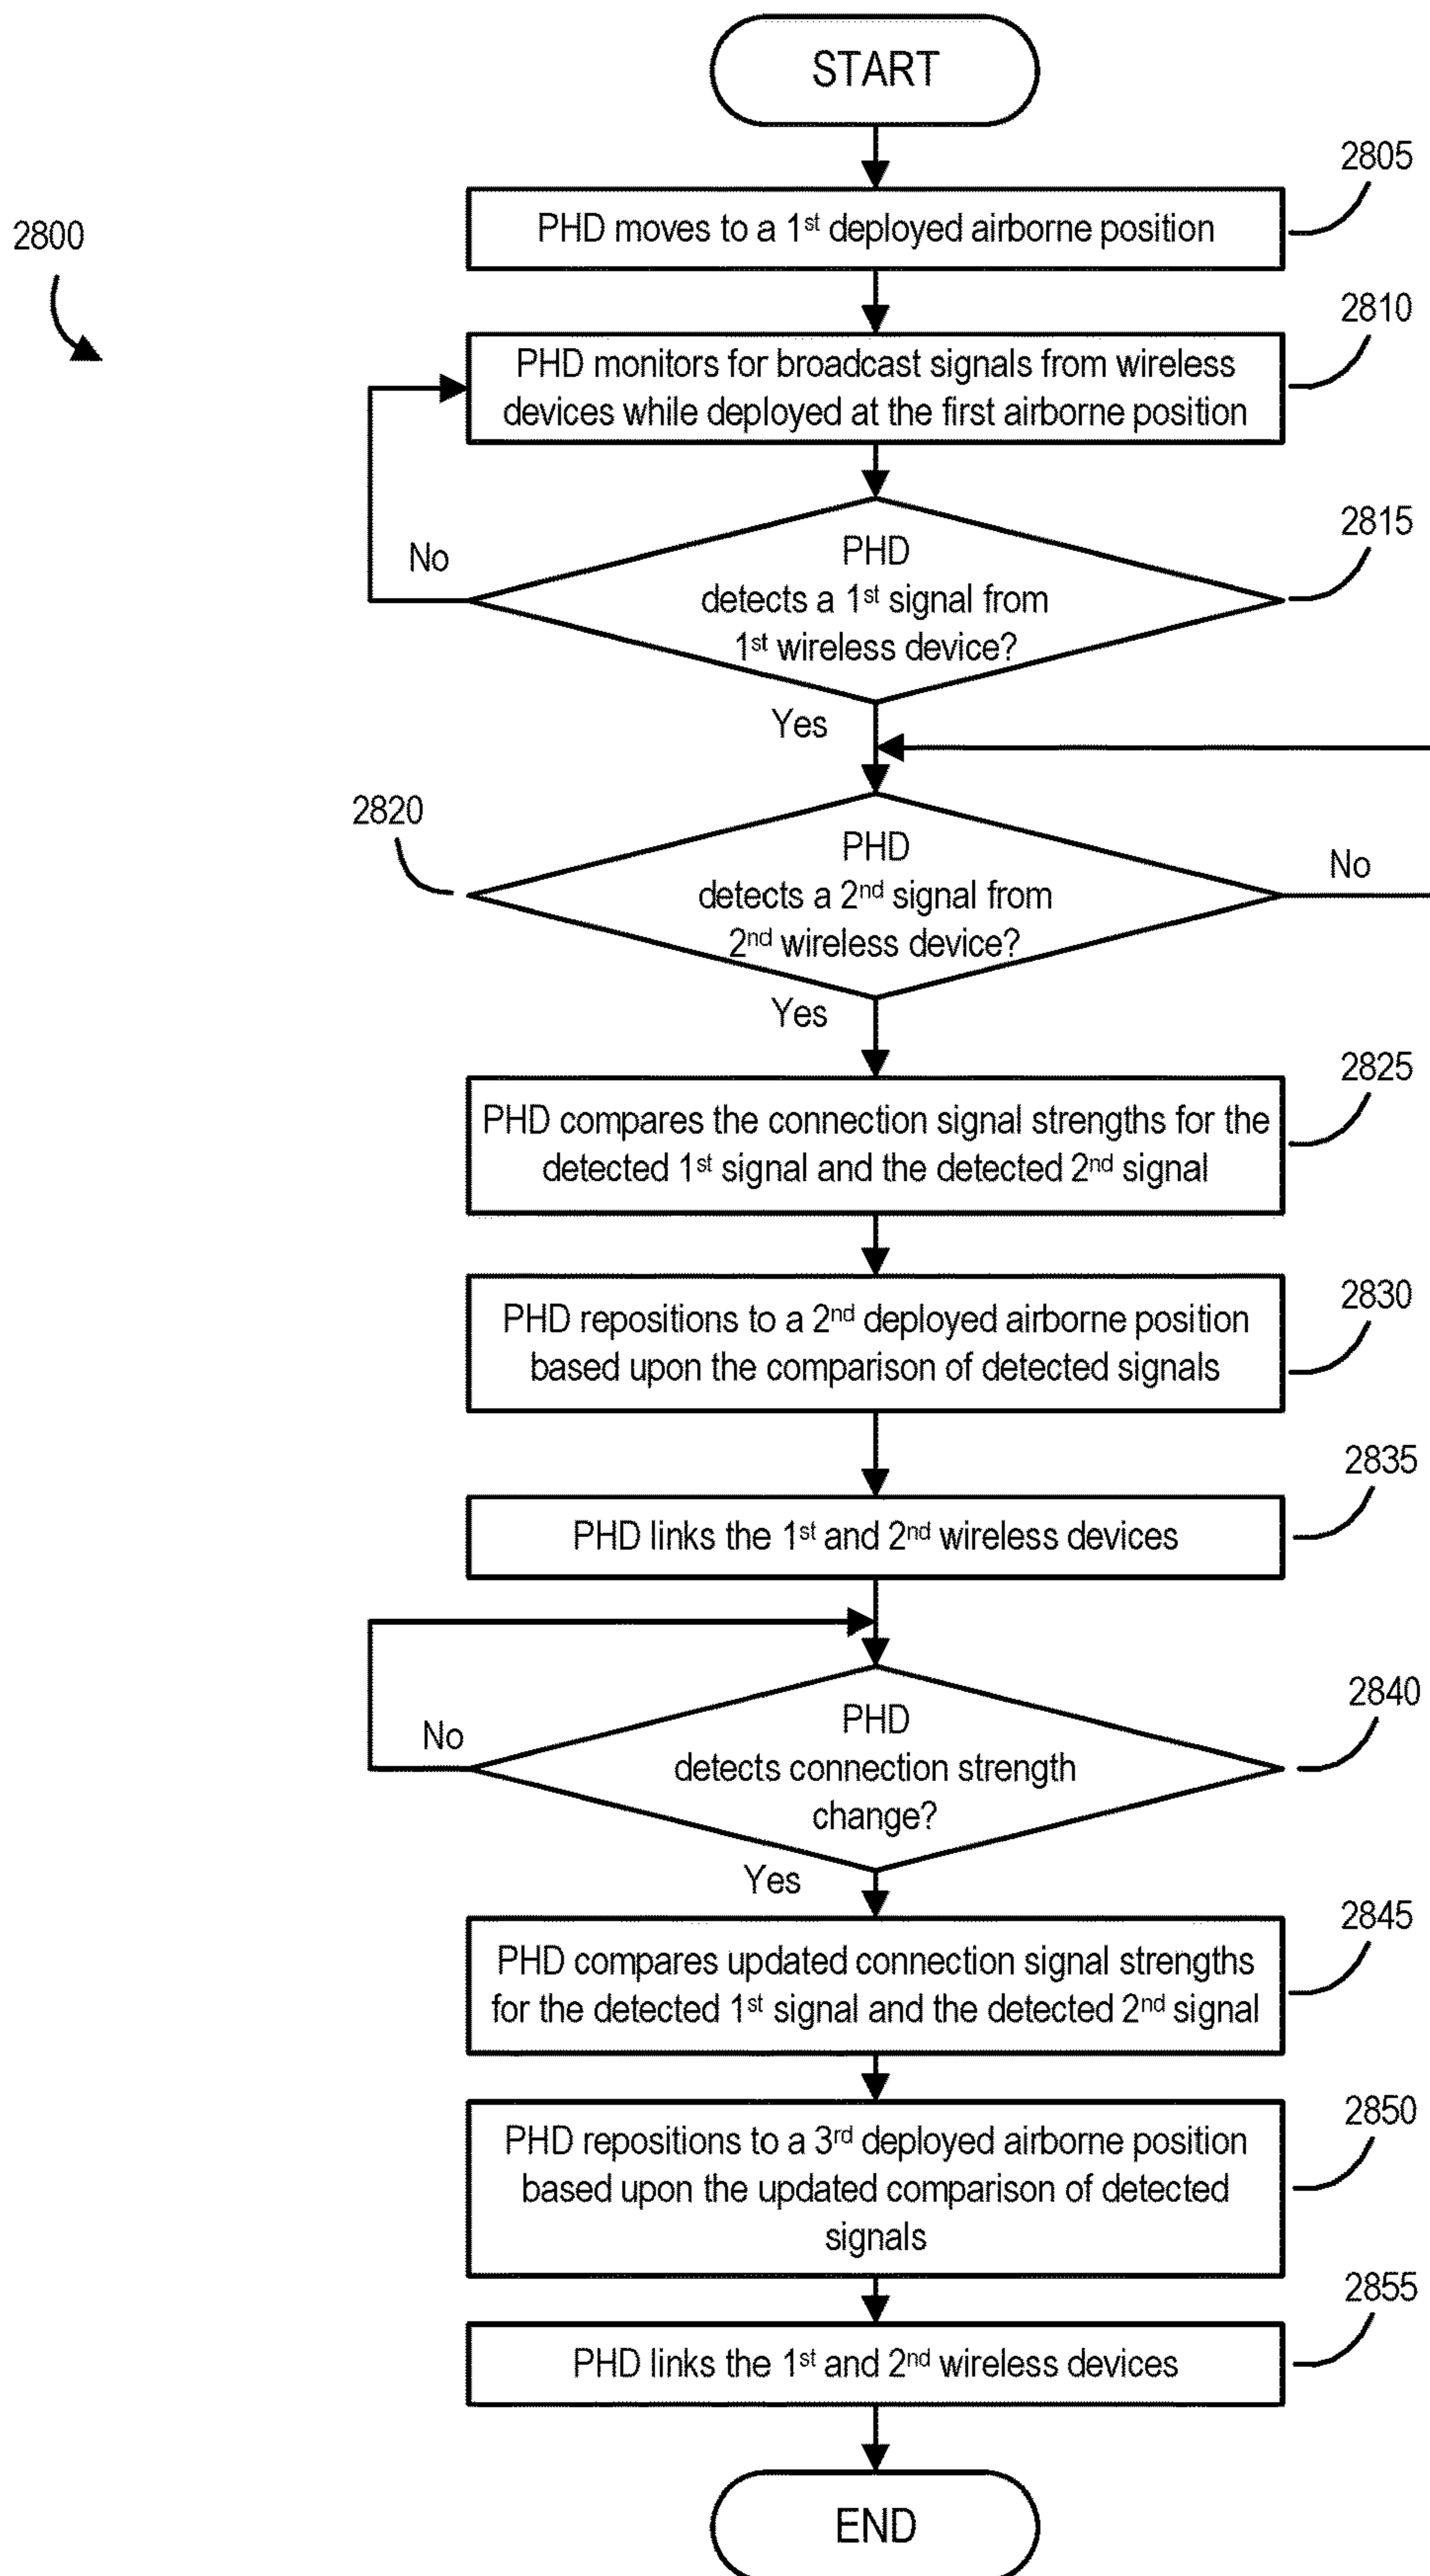 START
2805
PHD moves to a 1st deployed airborne position
2800
2810
PHD monitors for broadcast signals from wireless
devices while deployed at the first airborne position
2815
No
PHD
detects a 1st signal from
1st wireless device?
Yes
2820
PHD
detects a 2nd signal from
2nd wireless device?
No
Yes
2825
PHD compares the connection signal strengths for the
detected 1st signal and the detected 2nd signal
2830
PHD repositions to a 2nd deployed airborne position
based upon the comparison of detected signals
2835
PHD links the 1st and 2nd wireless devices
2840
No
PHD
detects connection strength
change?
Yes
2845
PHD compares updated connection signal strengths
for the detected 1st signal and the detected 2nd signal
2850
PHD repositions to a 3rd deployed airborne position
based upon the updated comparison of detected
signals
2855
PHD links the 1st and 2nd wireless devices
END